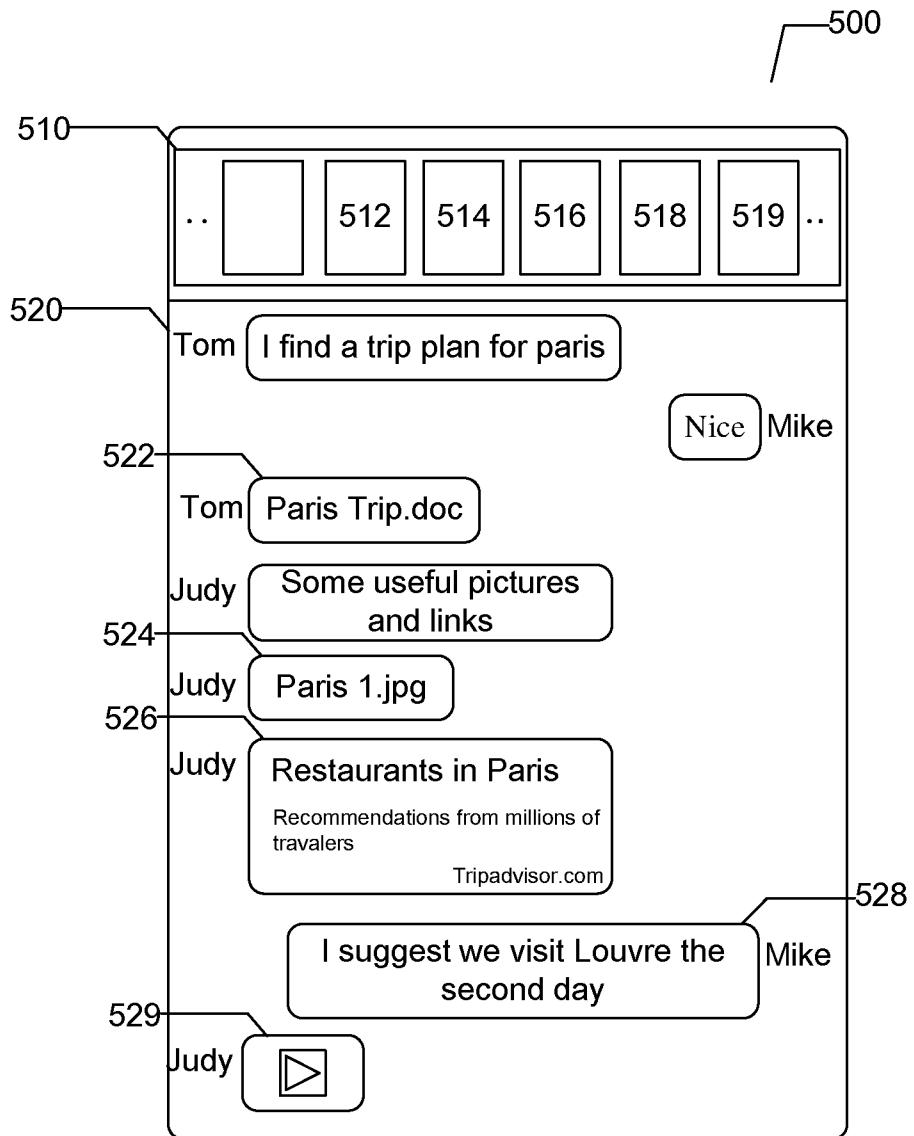 500
510
.. 512 514 516 518 519 ..
520
Tom I find a trip plan for paris
Nice Mike
522
Tom Paris Trip.doc
Judy Some useful pictures
and links
524
Judy Paris 1.jpg
526
Judy Restaurants in Paris
Recommendations from millions of
travalers
Tripadvisor.com
528
I suggest we visit Louvre the
second day Mike
529
Judy